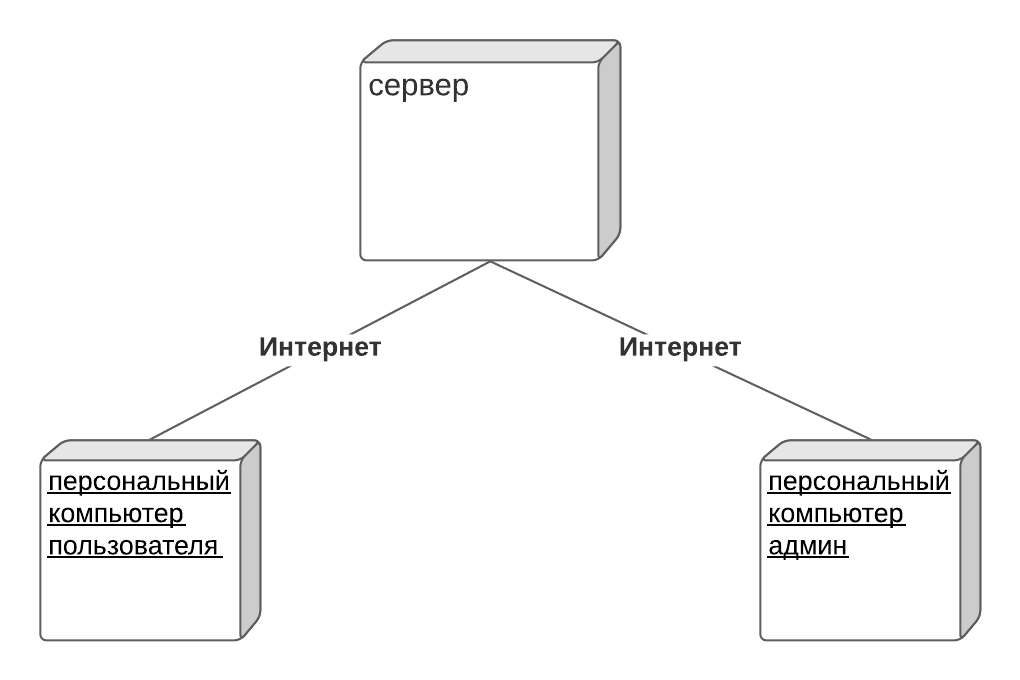 сервер
Интернет
Интернет
персональный
компьютер
пользователя
персональный
компьютер
админ